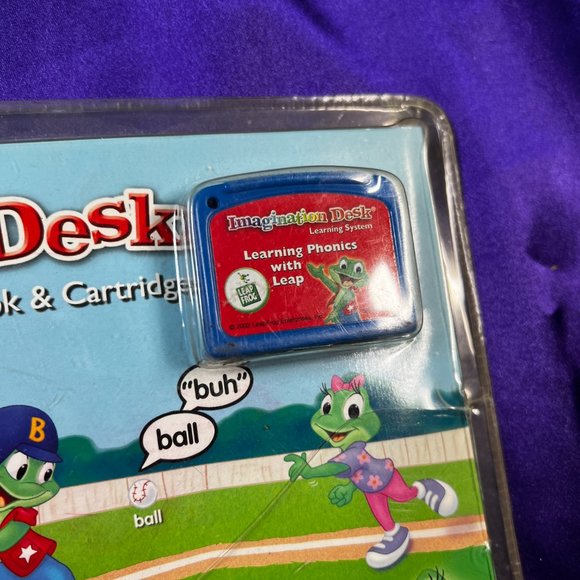 Desk
ok & Cartridge
Imagination Desk®
Learning System
Learning Phonics
with
Leap
LEAP
FROG
"buh"
ball
B
ball